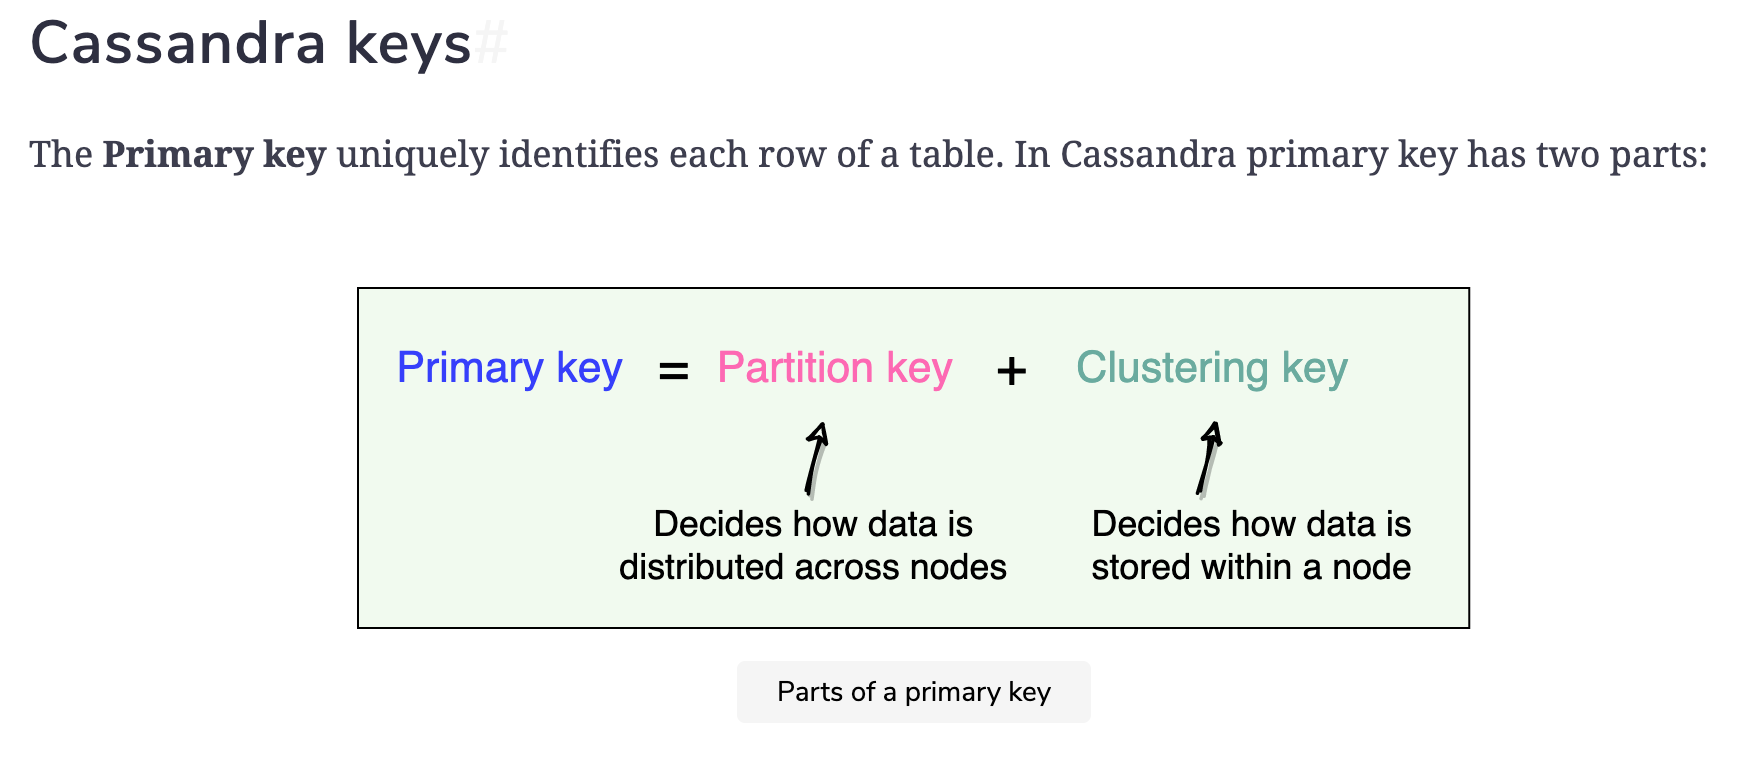 Cassandra keys#
The Primary key uniquely identifies each row of a table. In Cassandra primary key has two parts:
Primary key = Partition key + Clustering key
Decides how data is
distributed across nodes
Decides how data is
stored within a node
Parts of a primary key